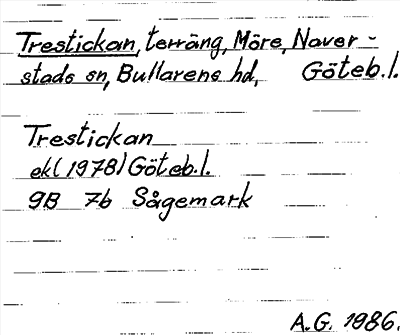 Trestickan, terräng, Möre, Naver-
stads sn, Bullarens hd, Göteb.l.
Trestickan
ek(1978)Göteb.l.
9B 7b Sågemark
A.G. 1986.